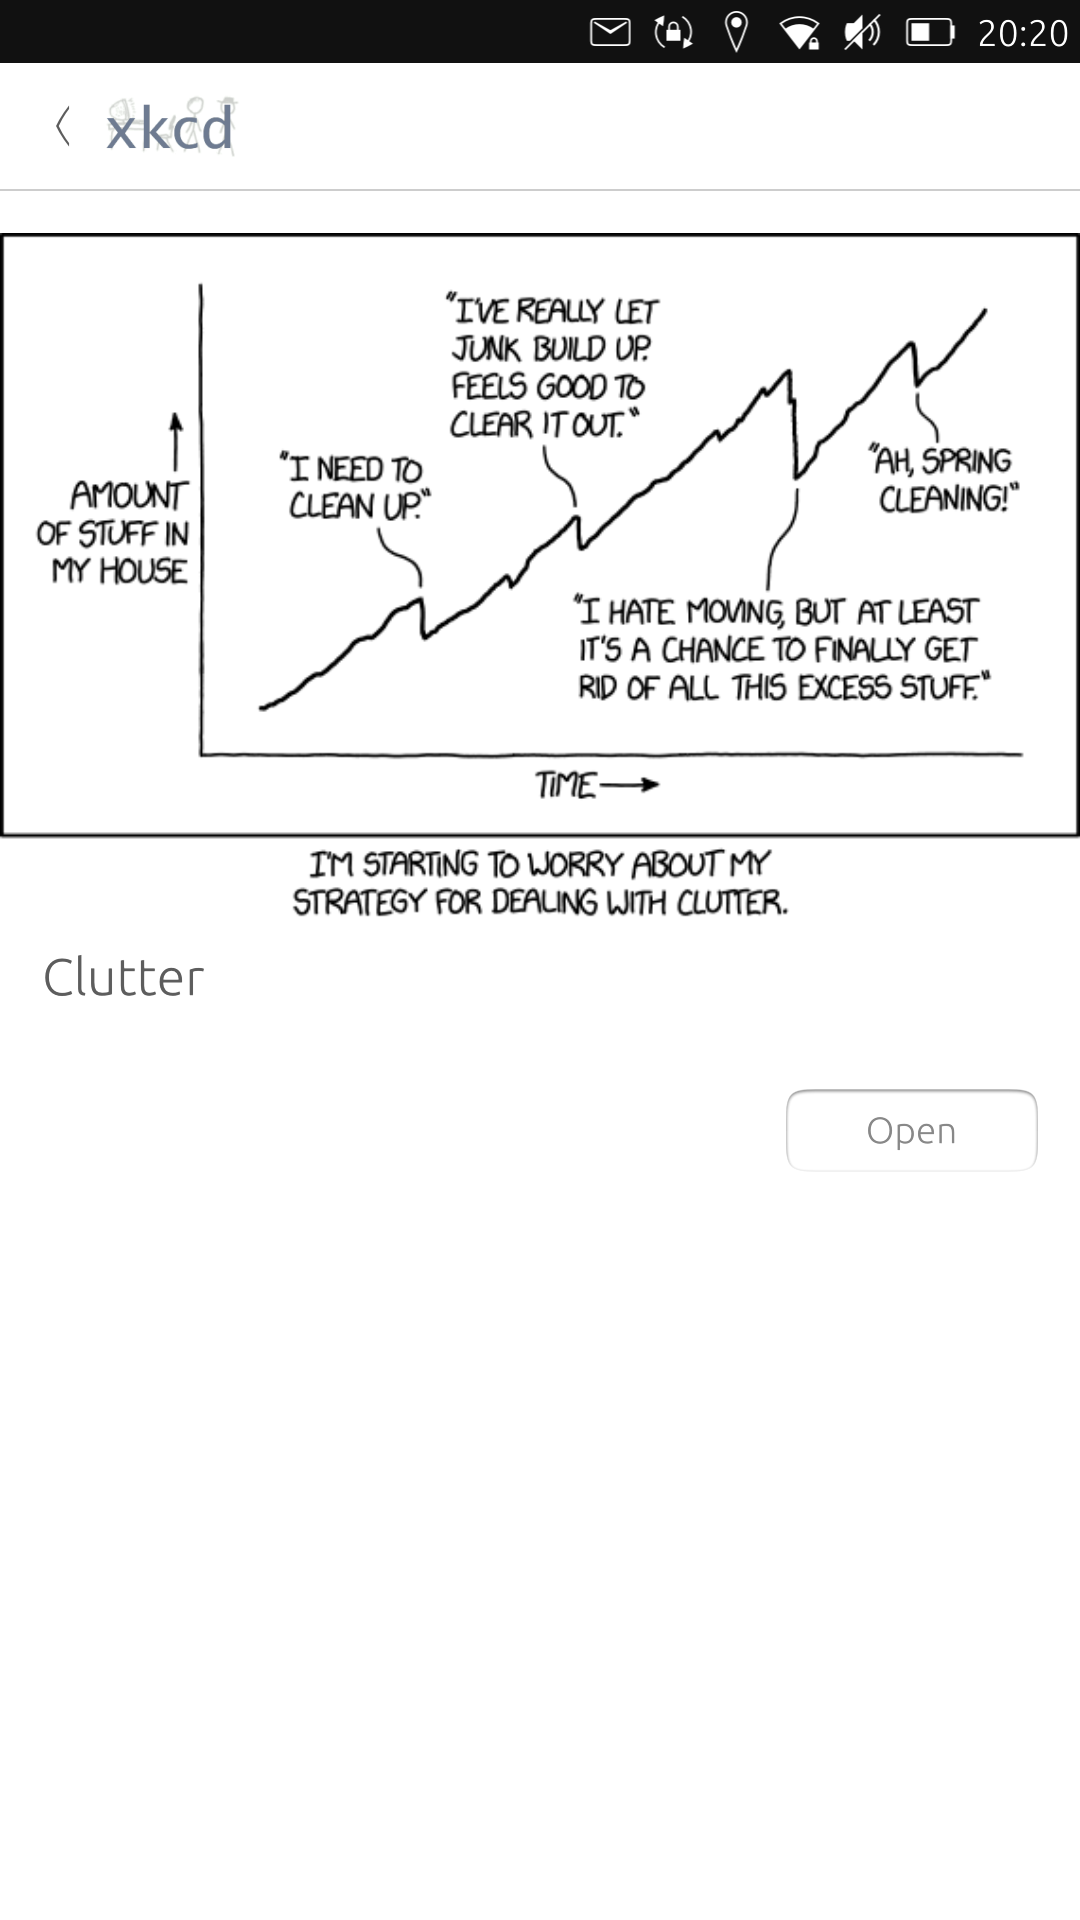 20:20
xkcd
"I'VE REALLY LET
JUNK BUILD UP.
FEELS GOOD TO
CLEAR IT OUT."
"I NEED TO
CLEAN UP."
AMOUNT
OF STUFF IN
MY HOUSE
"AH, SPRING
CLEANING!"
"I HATE MOVING, BUT AT LEAST
IT'S A CHANCE TO FINALLY GET
RID OF ALL THIS EXCESS STUFF."
TIME
I'M STARTING TO WORRY ABOUT MY
STRATEGY FOR DEALING WITH CLUTTER.
Clutter
Open